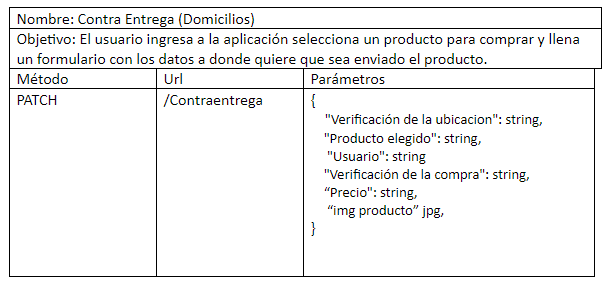 Nombre: Contra Entrega (Domicilios)
Objetivo: El usuario ingresa a la aplicación selecciona un producto para comprar y llena
un formulario con los datos a donde quiere que sea enviado el producto.
Método Url Parámetros
PATCH /Contraentrega {
"Verificación de la ubicacion": string,
"Producto elegido": string,
"Usuario": string
"Verificación de la compra": string,
“Precio": string,
“img producto” jpg,
}